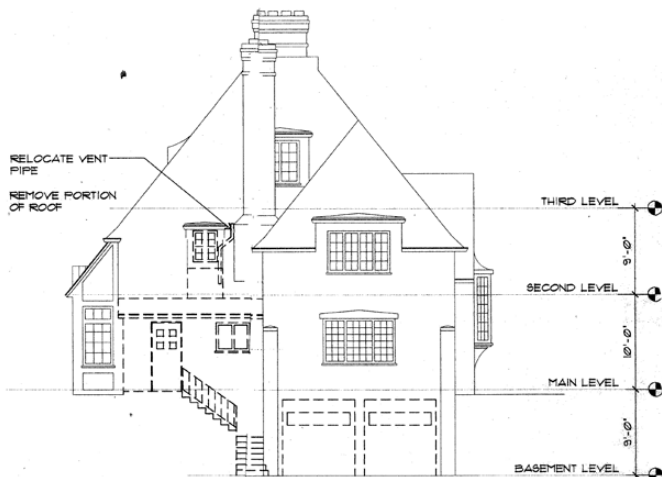 RELOCATE VENT
PIPE
REMOVE PORTION
OF ROOF
THIRD LEVEL
9'-0"
SECOND LEVEL
10'-0"
MAIN LEVEL
9'-0"
BASEMENT LEVEL